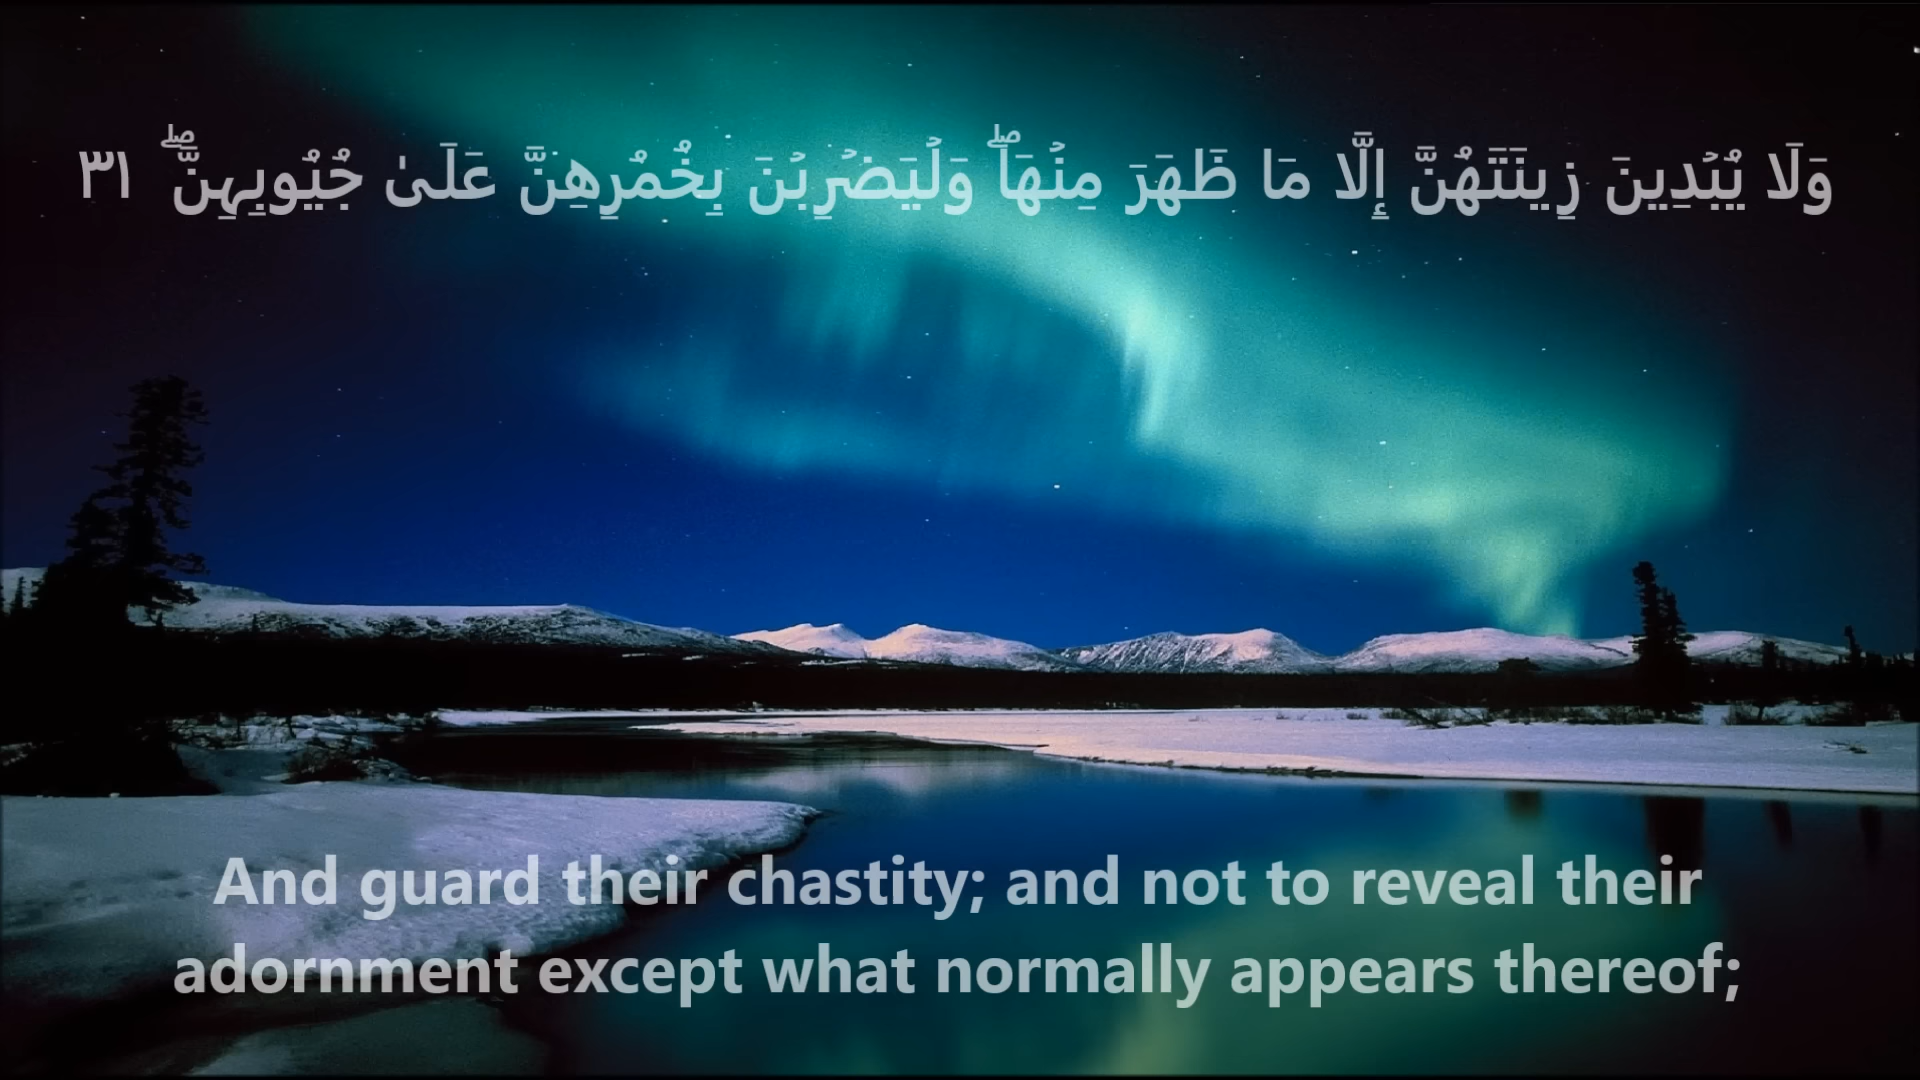 وَلَا يُبْدِينَ زِينَتَهُنَّ إِلَّا مَا ظَهَرَ مِنْهَا ۖ وَلْيَضْرِبْنَ بِخُمُرِهِنَّ عَلَىٰ جُيُوبِهِنَّ ۖ ٣١
And guard their chastity; and not to reveal their
adornment except what normally appears thereof;